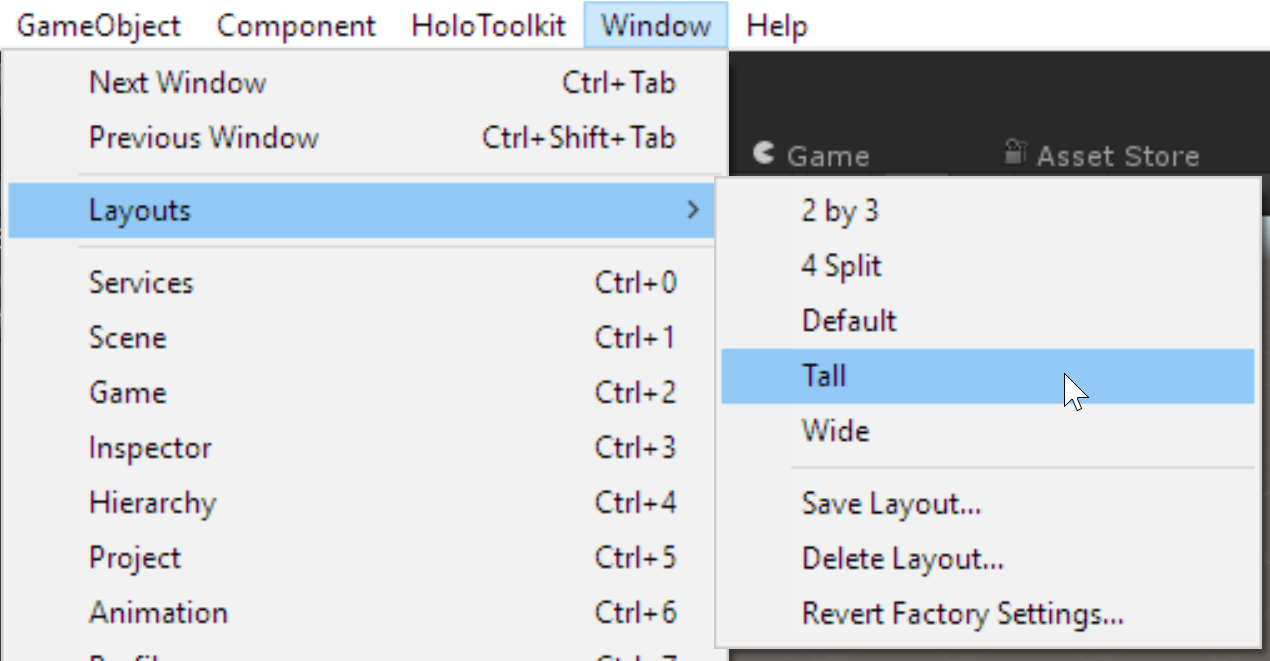 GameObject Component HoloToolkit Window Help
Next Window Ctrl+Tab
Previous Window Ctrl+Shift+Tab
Game Asset Store
Layouts
2 by 3
4 Split
Default
Tall
Wide
Save Layout...
Delete Layout...
Revert Factory Settings...
Services Ctrl+0
Scene Ctrl+1
Game Ctrl+2
Inspector Ctrl+3
Hierarchy Ctrl+4
Project Ctrl+5
Animation Ctrl+6